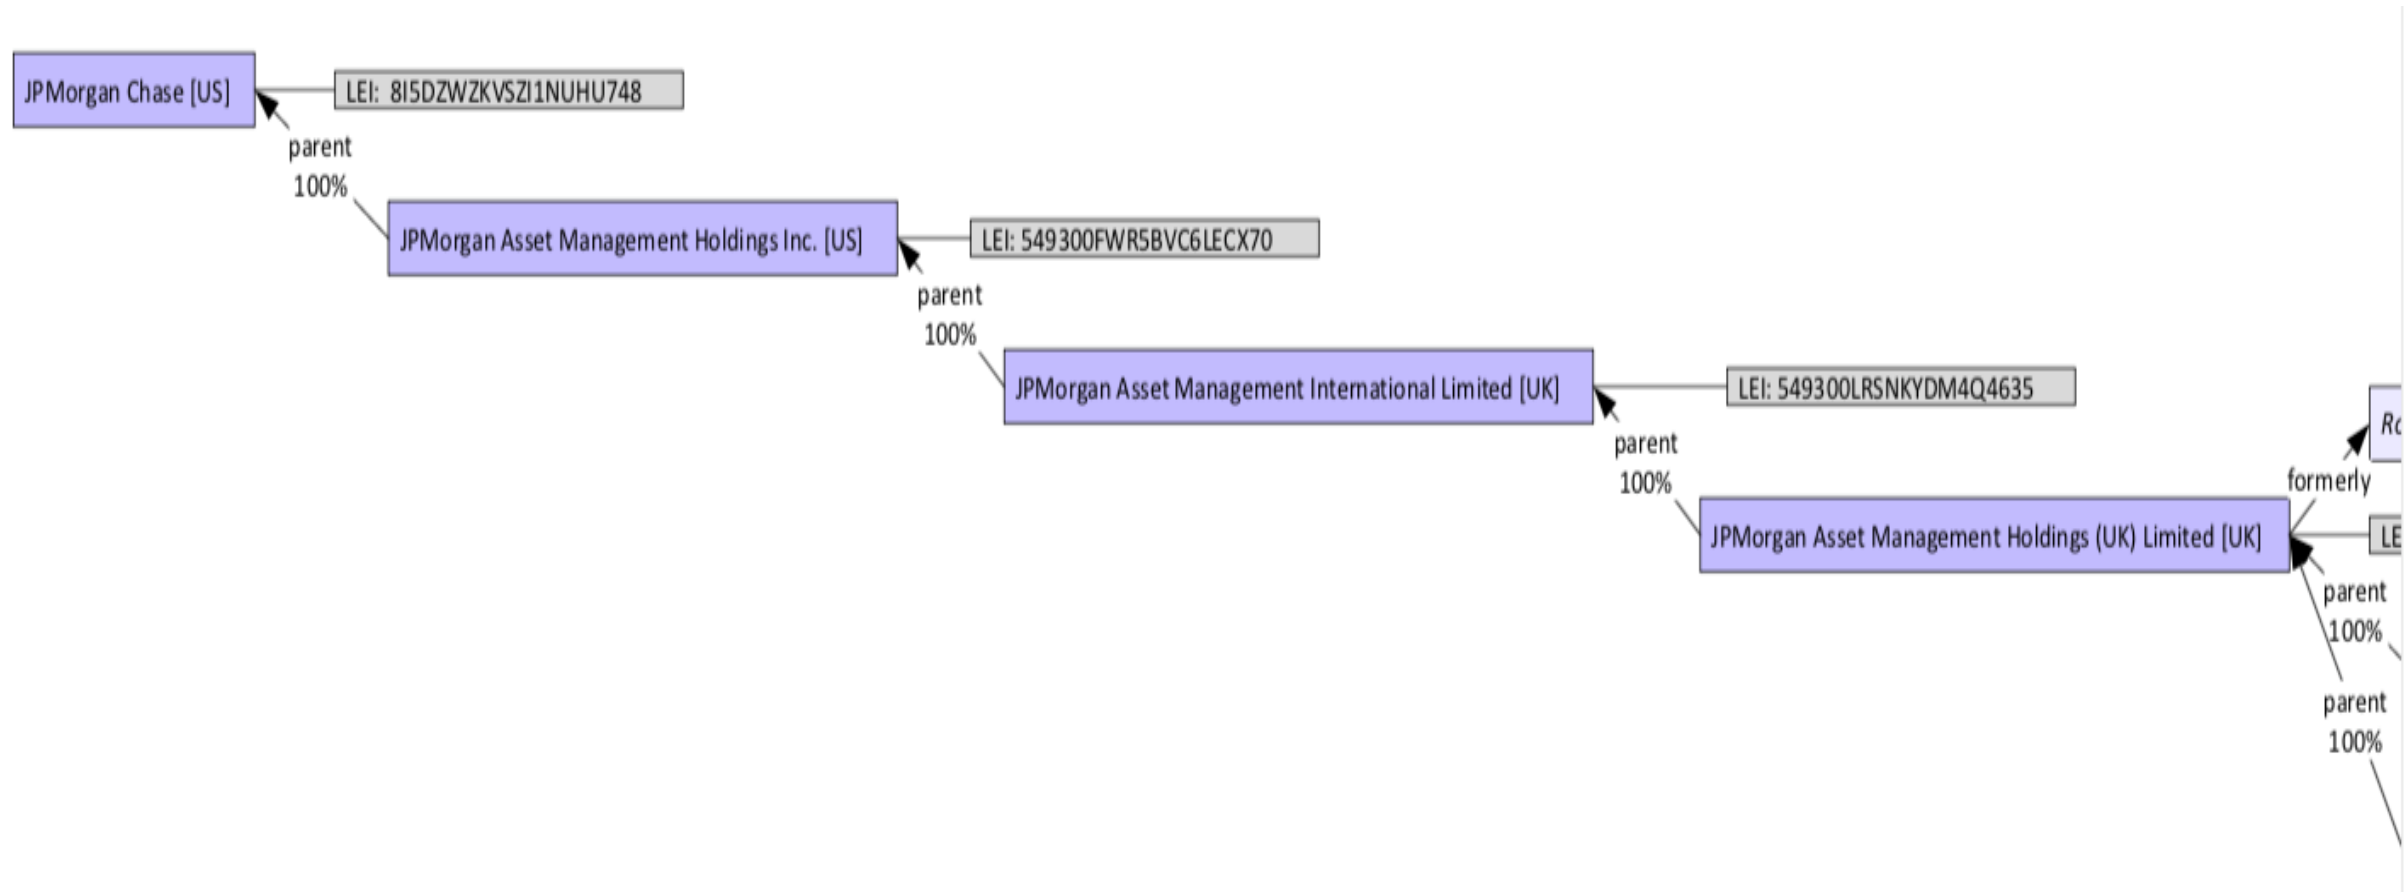 JPMorgan Chase [US]
LEI: 8I5DZWZKVSZI1NUHU748
parent
100%
JPMorgan Asset Management Holdings Inc. [US]
LEI: 549300FWR5BVC6LECX70
parent
100%
JPMorgan Asset Management International Limited [UK]
LEI: 549300LRSNKYDM4Q4635
parent
100%
formerly
JPMorgan Asset Management Holdings (UK) Limited [UK]
parent
100%
parent
100%